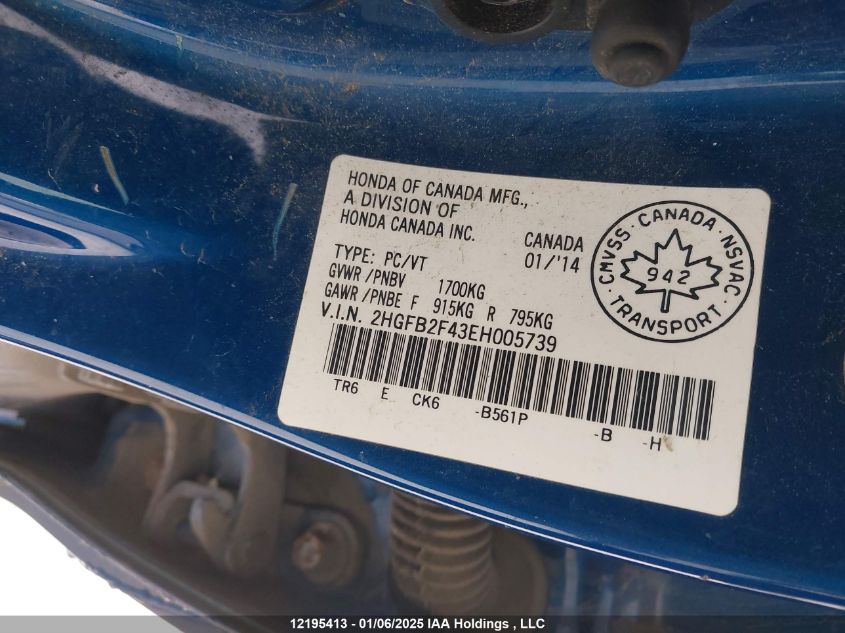 HONDA OF CANADA MFG.,
A DIVISION OF
HONDA CANADA INC.
CANADA
01/'14
TYPE: PC/VT
GVWR /PNBV 1700KG
GAWR /PNBE F 915KG R 795KG
V.I.N. 2HGFB2F43EH005739
TR6 E CK6 -B561P -B -H
CMVSS · CANADA · NSVAC
942
TRANSPORT
12195413 - 01/06/2025 IAA Holdings , LLC